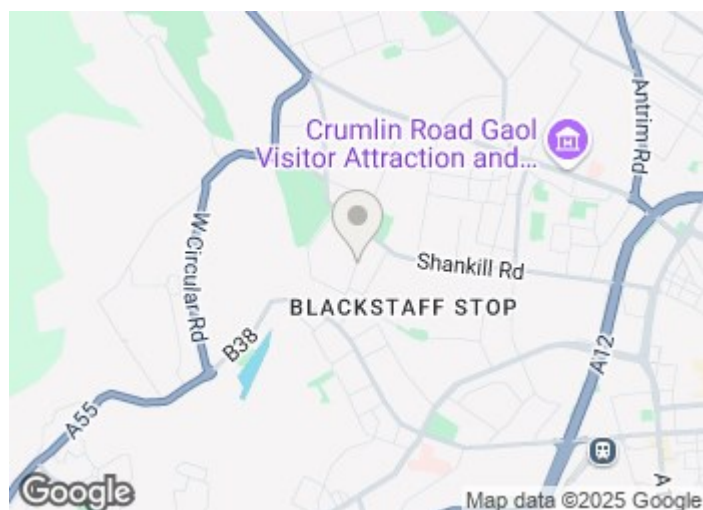 Crumlin Road Gaol
Visitor Attraction and...
Antrim Rd
W Circular Rd
Shankill Rd
BLACKSTAFF STOP
B38
A12
A55
A
Google
Map data ©2025 Google